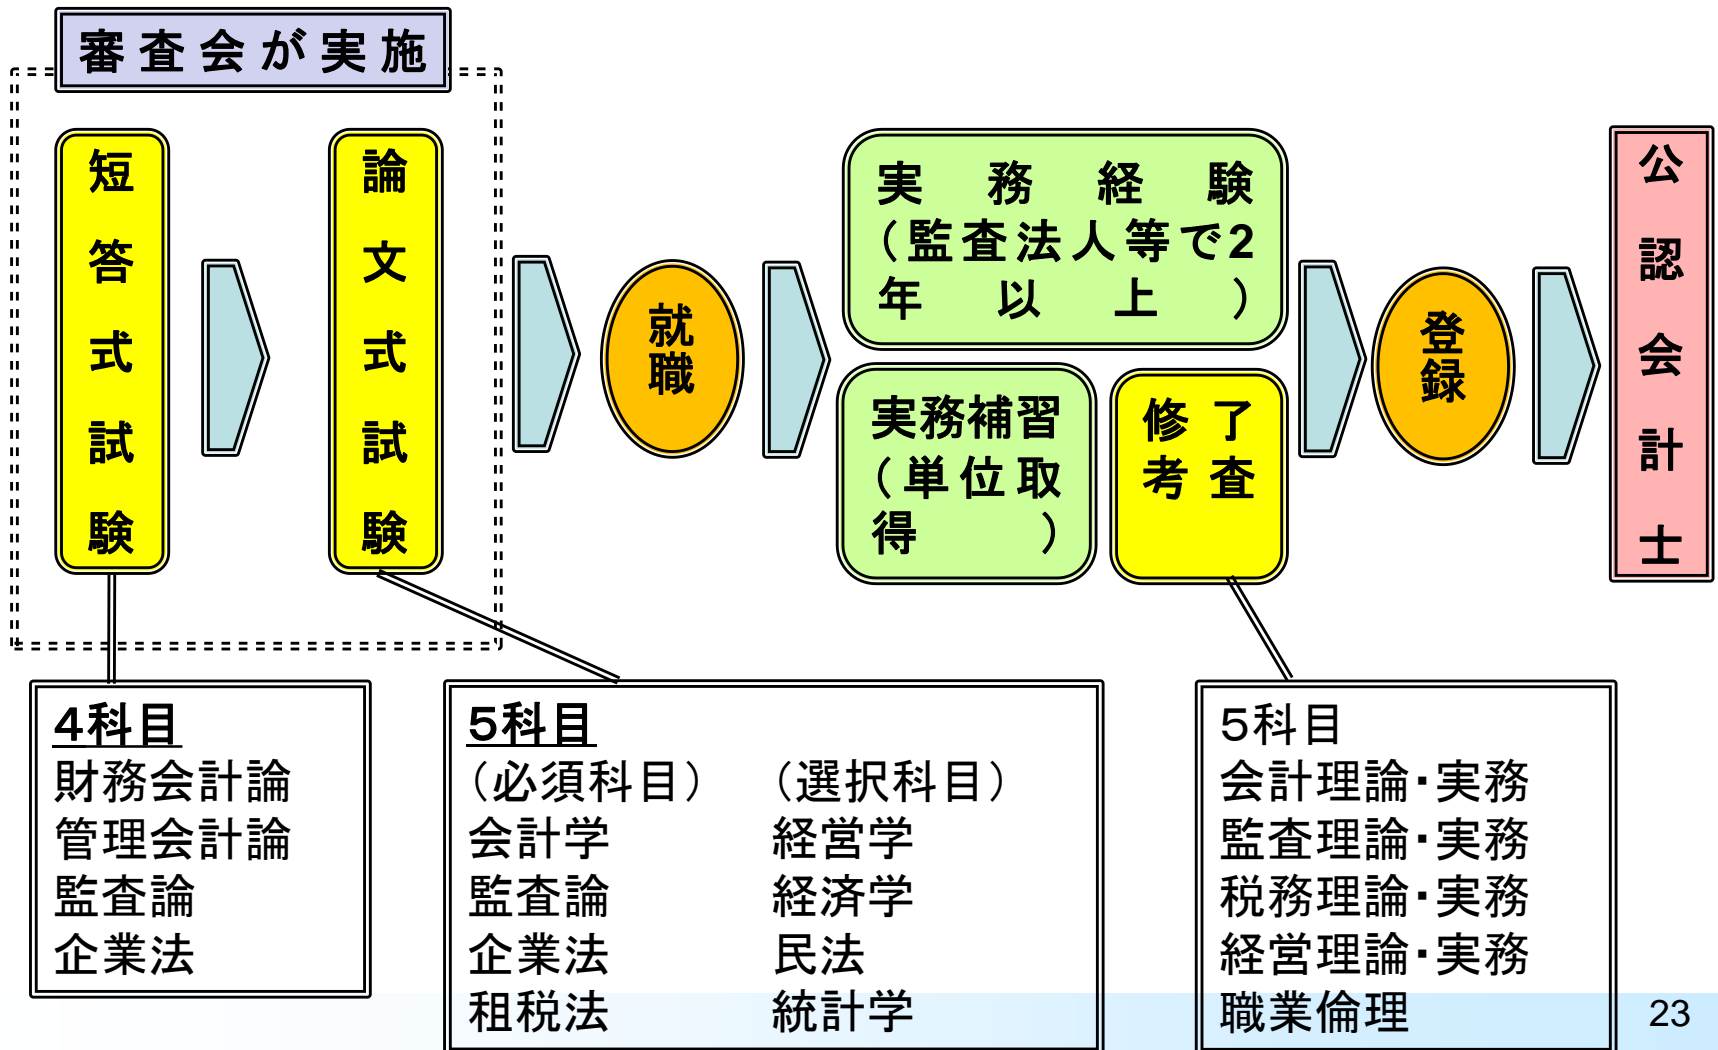 審査会が実施
短答式試験
論文式試験
就職
実務経験
（監査法人等で2
年以上）
実務補習
（単位取
得）
修了
考査
登録
公認会計士
４科目
財務会計論
管理会計論
監査論
企業法
５科目
（必須科目）　（選択科目）
会計学　経営学
監査論　経済学
企業法　民法
租税法　統計学
５科目
会計理論・実務
監査理論・実務
税務理論・実務
経営理論・実務
職業倫理
23